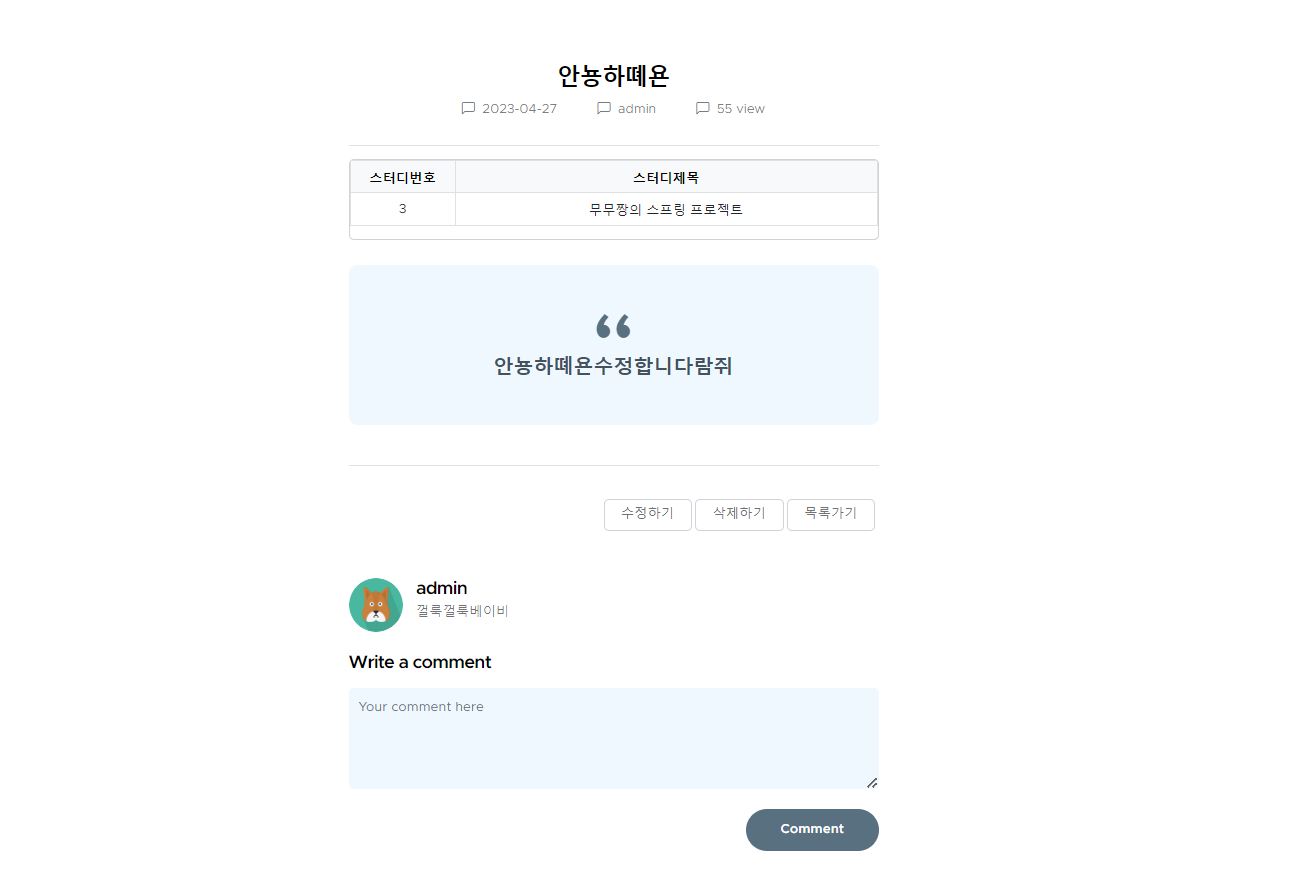 안뇽하떼욘
2023-04-27 admin 55 view
스터디번호 스터디제목
3 무무짱의 스프링 프로젝트
안뇽하떼욘수정합니다람쥐
수정하기 삭제하기 목록가기
admin
껄룩껄룩베이비
Write a comment
Your comment here
Comment